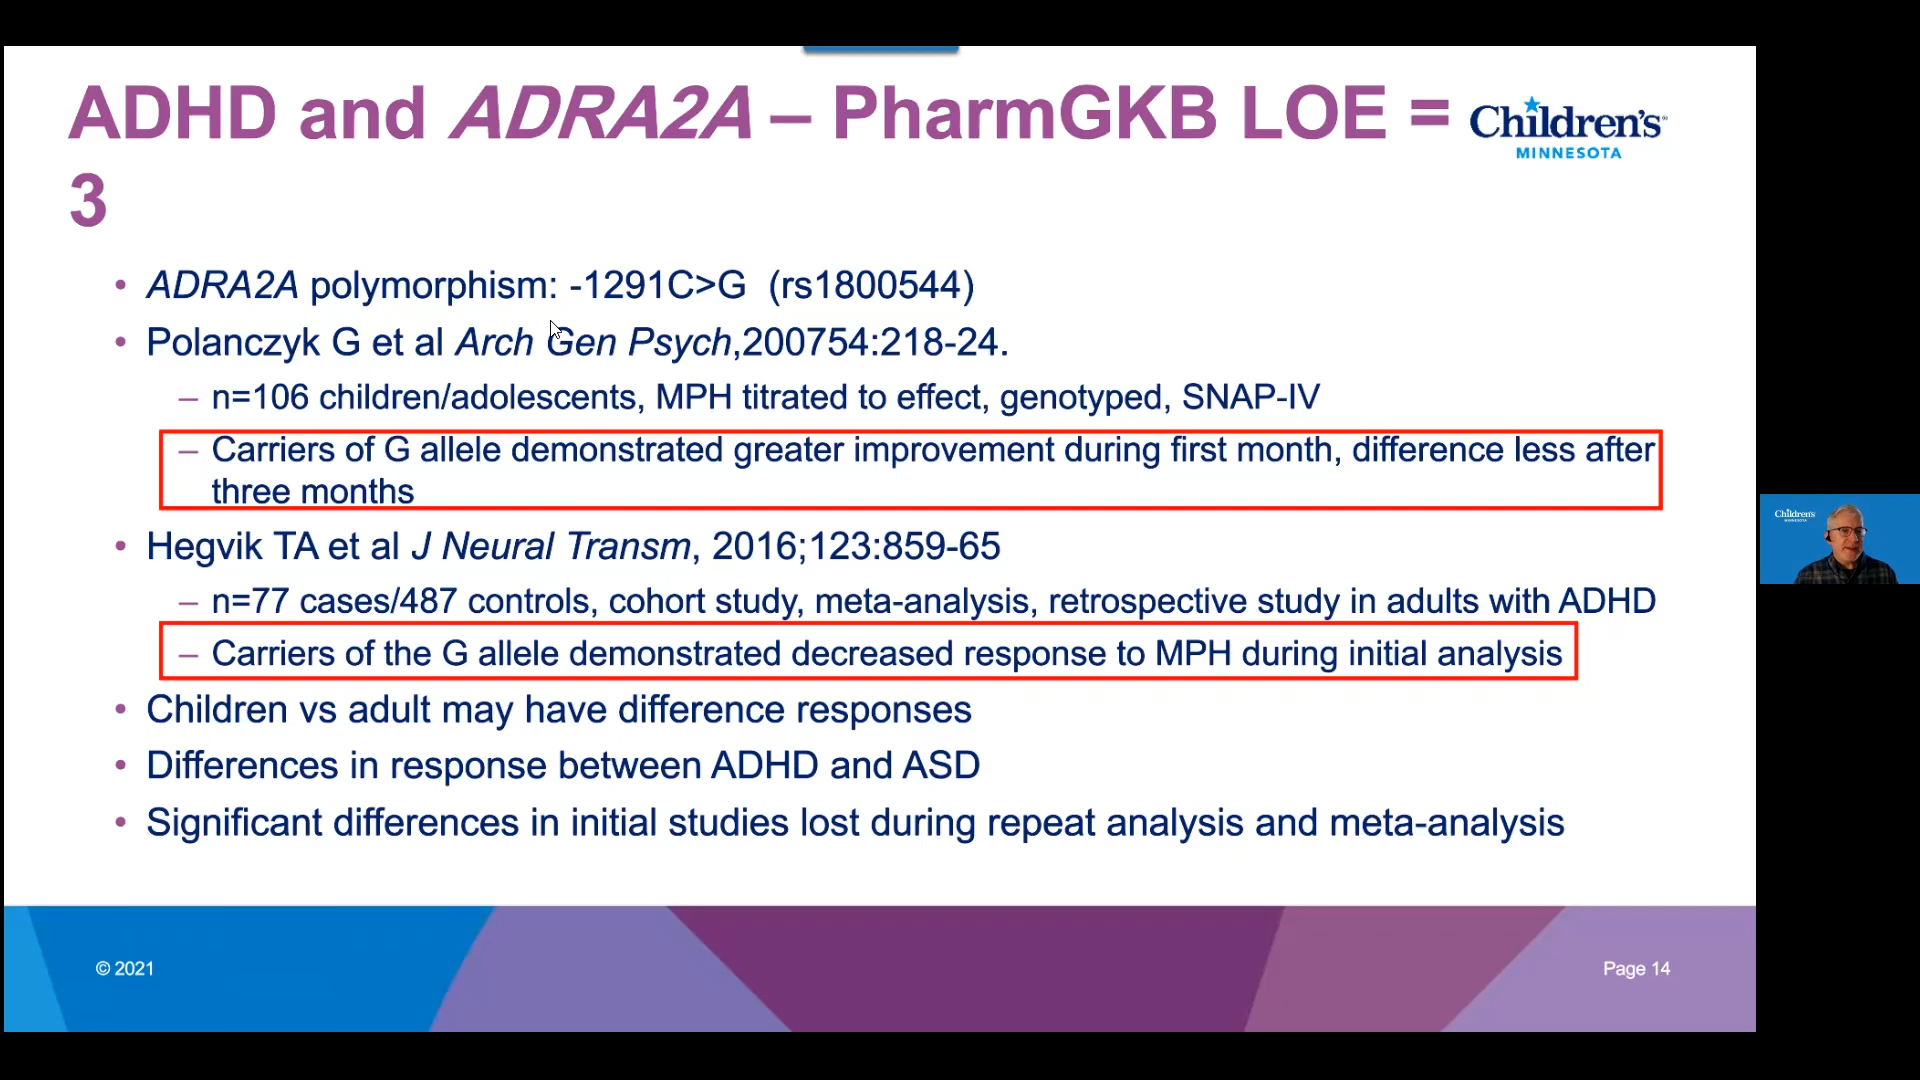 ADHD and ADRA2A – PharmGKB LOE =
3
Children's
MINNESOTA
• ADRA2A polymorphism: -1291C>G (rs1800544)
• Polanczyk G et al Arch Gen Psych,200754:218-24.
– n=106 children/adolescents, MPH titrated to effect, genotyped, SNAP-IV
– Carriers of G allele demonstrated greater improvement during first month, difference less after
three months
• Hegvik TA et al J Neural Transm, 2016;123:859-65
– n=77 cases/487 controls, cohort study, meta-analysis, retrospective study in adults with ADHD
– Carriers of the G allele demonstrated decreased response to MPH during initial analysis
• Children vs adult may have difference responses
• Differences in response between ADHD and ASD
• Significant differences in initial studies lost during repeat analysis and meta-analysis
© 2021
Page 14
Children's
MINNESOTA